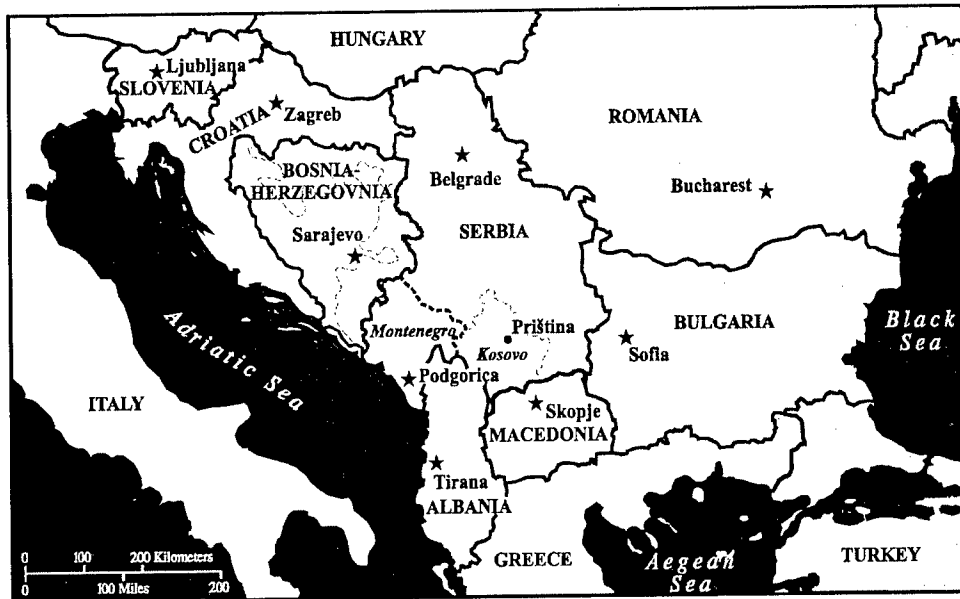 HUNGARY
Ljubljana
SLOVENIA
CROATIA
Zagreb
ROMANIA
BOSNIA-
HERZEGOVNIA
Belgrade
Bucharest
Sarajevo
SERBIA
Montenegro
Priština
Kosovo
BULGARIA
Sofia
Black
Sea
Adriatic Sea
Podgorica
ITALY
Skopje
MACEDONIA
Tirana
ALBANIA
GREECE
Aegean
Sea
TURKEY
0 100 200 Kilometers
0 100 Miles 200